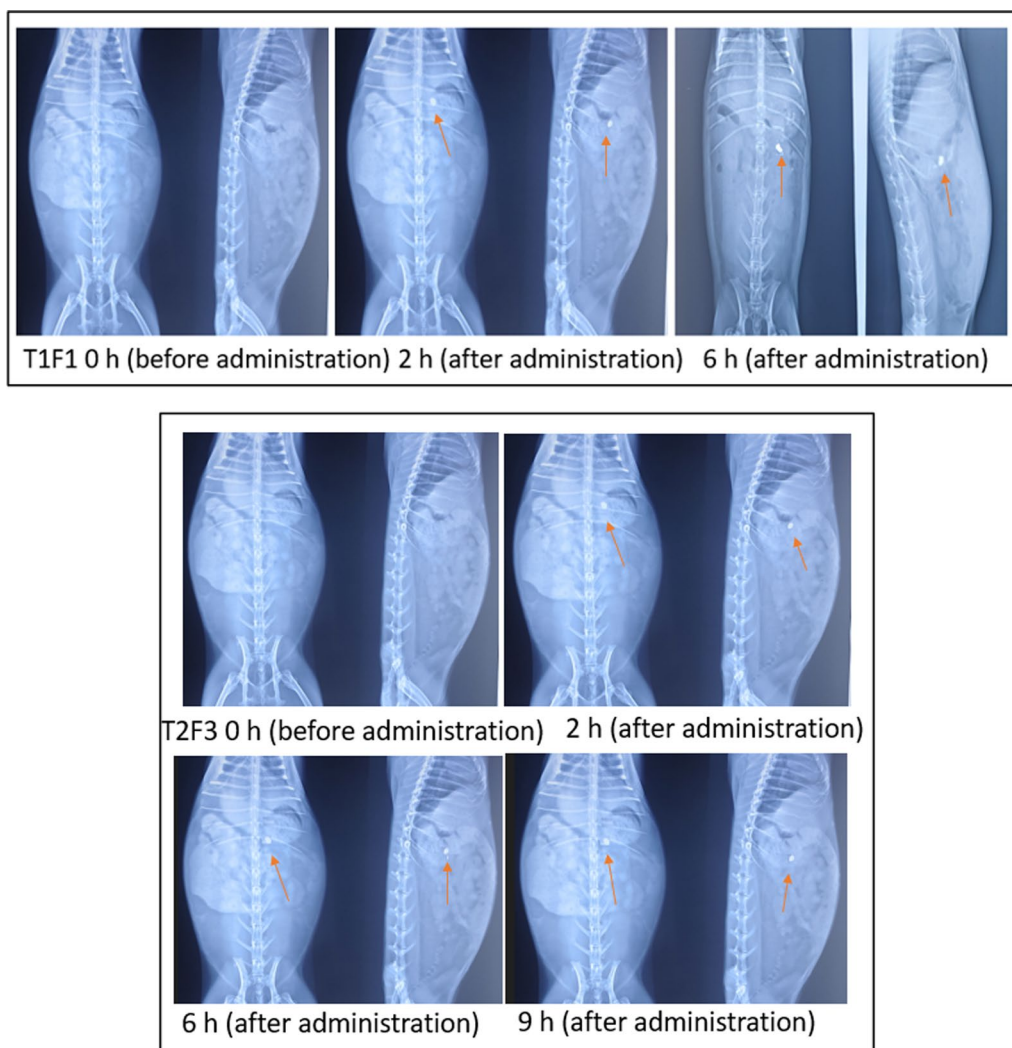 T1F1 0 h (before administration) 2 h (after administration) 6 h (after administration)
T2F3 0 h (before administration) 2 h (after administration)
6 h (after administration) 9 h (after administration)